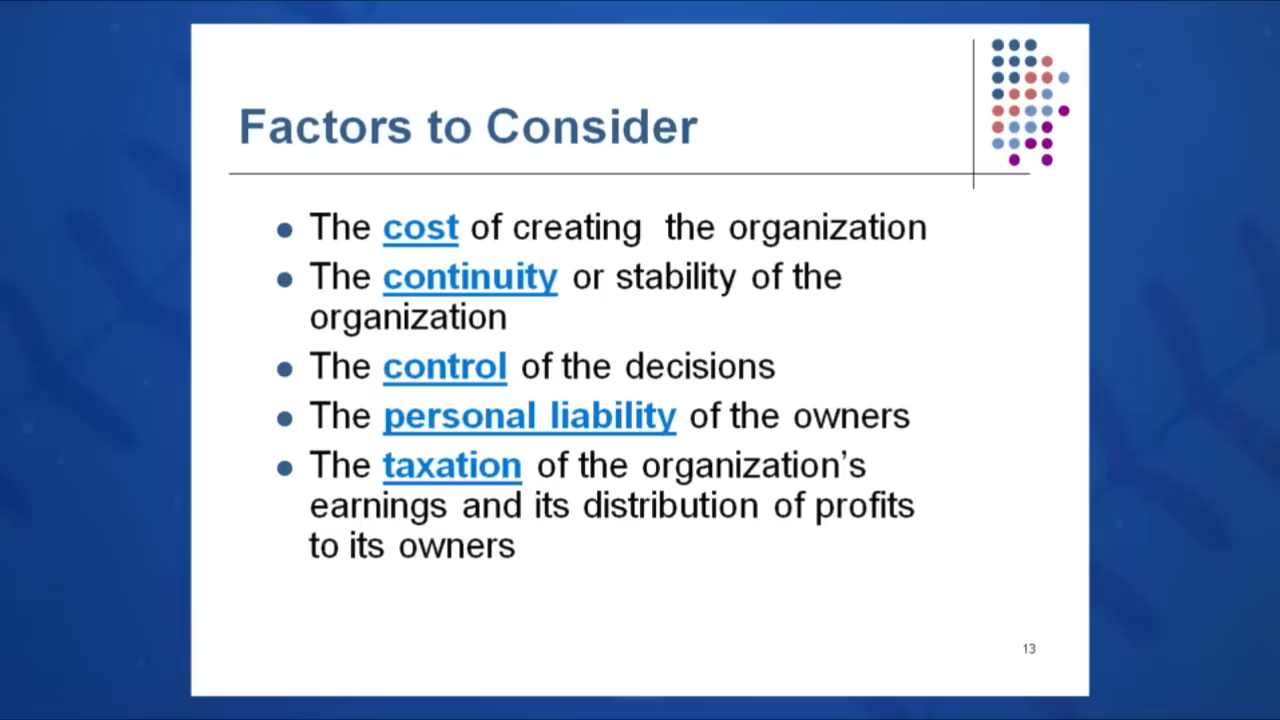 Factors to Consider
The cost of creating the organization
The continuity or stability of the
organization
The control of the decisions
The personal liability of the owners
The taxation of the organization’s
earnings and its distribution of profits
to its owners
13